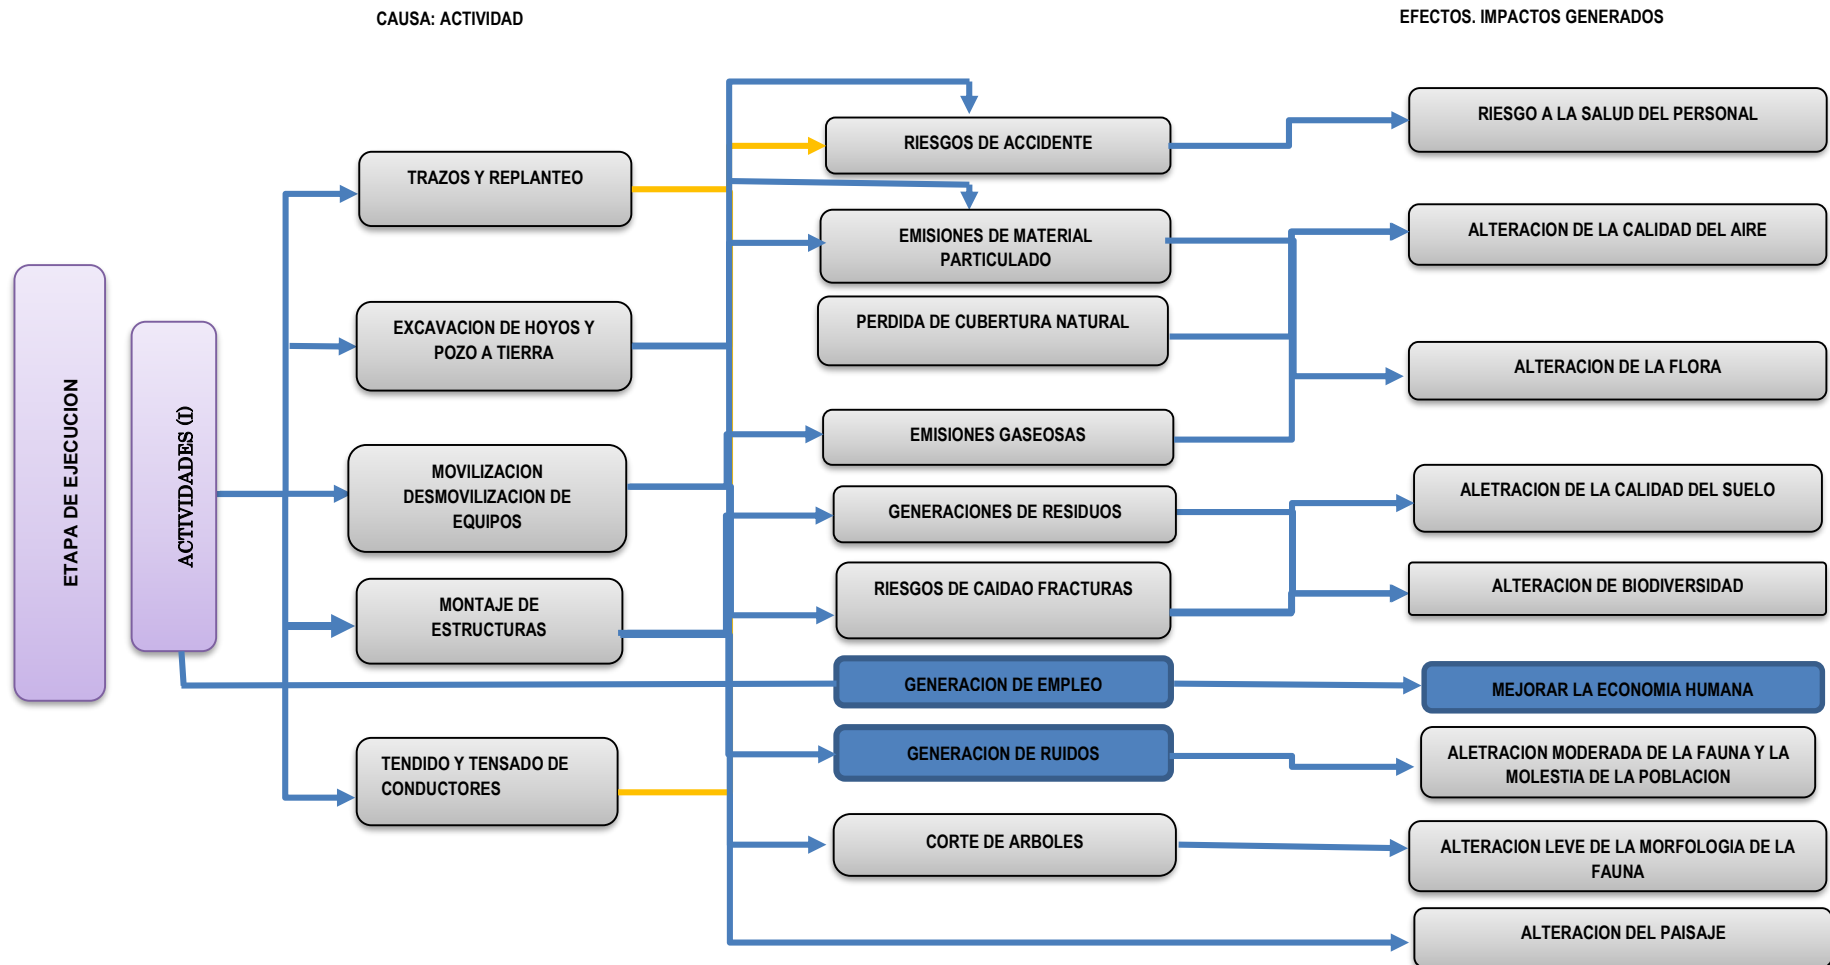 CAUSA: ACTIVIDAD
EFECTOS. IMPACTOS GENERADOS
ETAPA DE EJECUCION
ACTIVIDADES (I)
TRAZOS Y REPLANTEO
EXCAVACION DE HOYOS Y
POZO A TIERRA
MOVILIZACION
DESMOVILIZACION DE
EQUIPOS
MONTAJE DE
ESTRUCTURAS
TENDIDO Y TENSADO DE
CONDUCTORES
RIESGOS DE ACCIDENTE
EMISIONES DE MATERIAL
PARTICULADO
PERDIDA DE CUBERTURA NATURAL
EMISIONES GASEOSAS
GENERACIONES DE RESIDUOS
RIESGOS DE CAIDAO FRACTURAS
GENERACION DE EMPLEO
GENERACION DE RUIDOS
CORTE DE ARBOLES
RIESGO A LA SALUD DEL PERSONAL
ALTERACION DE LA CALIDAD DEL AIRE
ALTERACION DE LA FLORA
ALETRACION DE LA CALIDAD DEL SUELO
ALTERACION DE BIODIVERSIDAD
MEJORAR LA ECONOMIA HUMANA
ALETRACION MODERADA DE LA FAUNA Y LA
MOLESTIA DE LA POBLACION
ALTERACION LEVE DE LA MORFOLOGIA DE LA
FAUNA
ALTERACION DEL PAISAJE